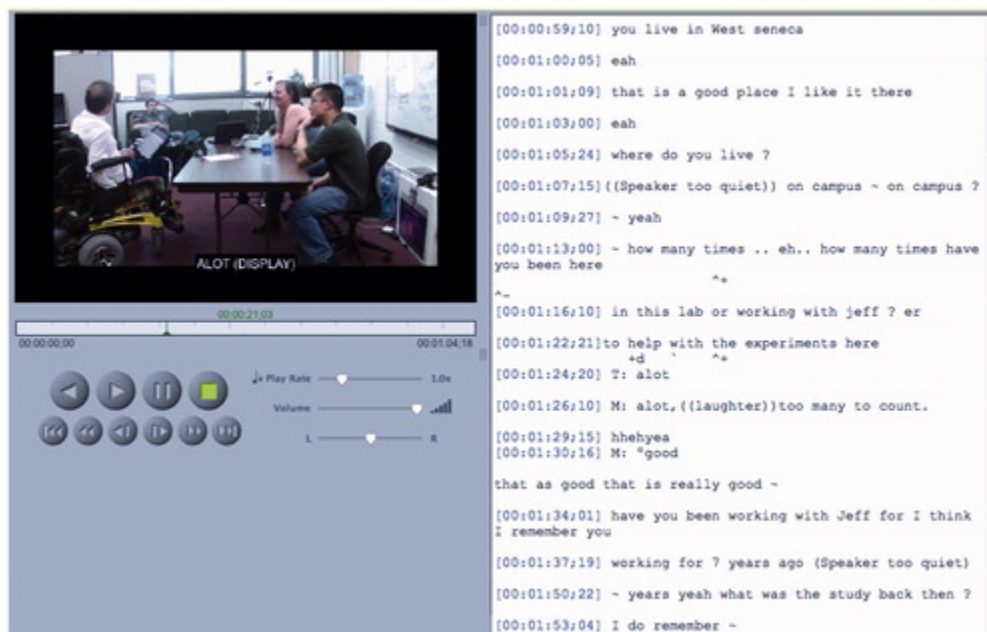 ALOT (DISPLAY)
00:00:21;03
00:00:00;00
00:01:04;18
Play Rate
1.0x
Volume
L
R
[00:00:59;10] you live in West seneca
[00:01:00;05] eah
[00:01:01;09] that is a good place I like it there
[00:01:03;00] eah
[00:01:05;24] where do you live ?
[00:01:07;15]((Speaker too quiet)) on campus ~ on campus ?
[00:01:09;27] ~ yeah
[00:01:13;00] ~ how many times .. eh.. how many times have
you been here
^+
^-
[00:01:16;10] in this lab or working with jeff ? er
[00:01:22;21]to help with the experiments here
+d ` ^+
[00:01:24;20] T: alot
[00:01:26;10] M: alot,((laughter))too many to count.
[00:01:29;15] hhehyea
[00:01:30;16] M: °good
that as good that is really good ~
[00:01:34;01] have you been working with Jeff for I think
I remember you
[00:01:37;19] working for 7 years ago (Speaker too quiet)
[00:01:50;22] ~ years yeah what was the study back then ?
[00:01:53;04] I do remember ~